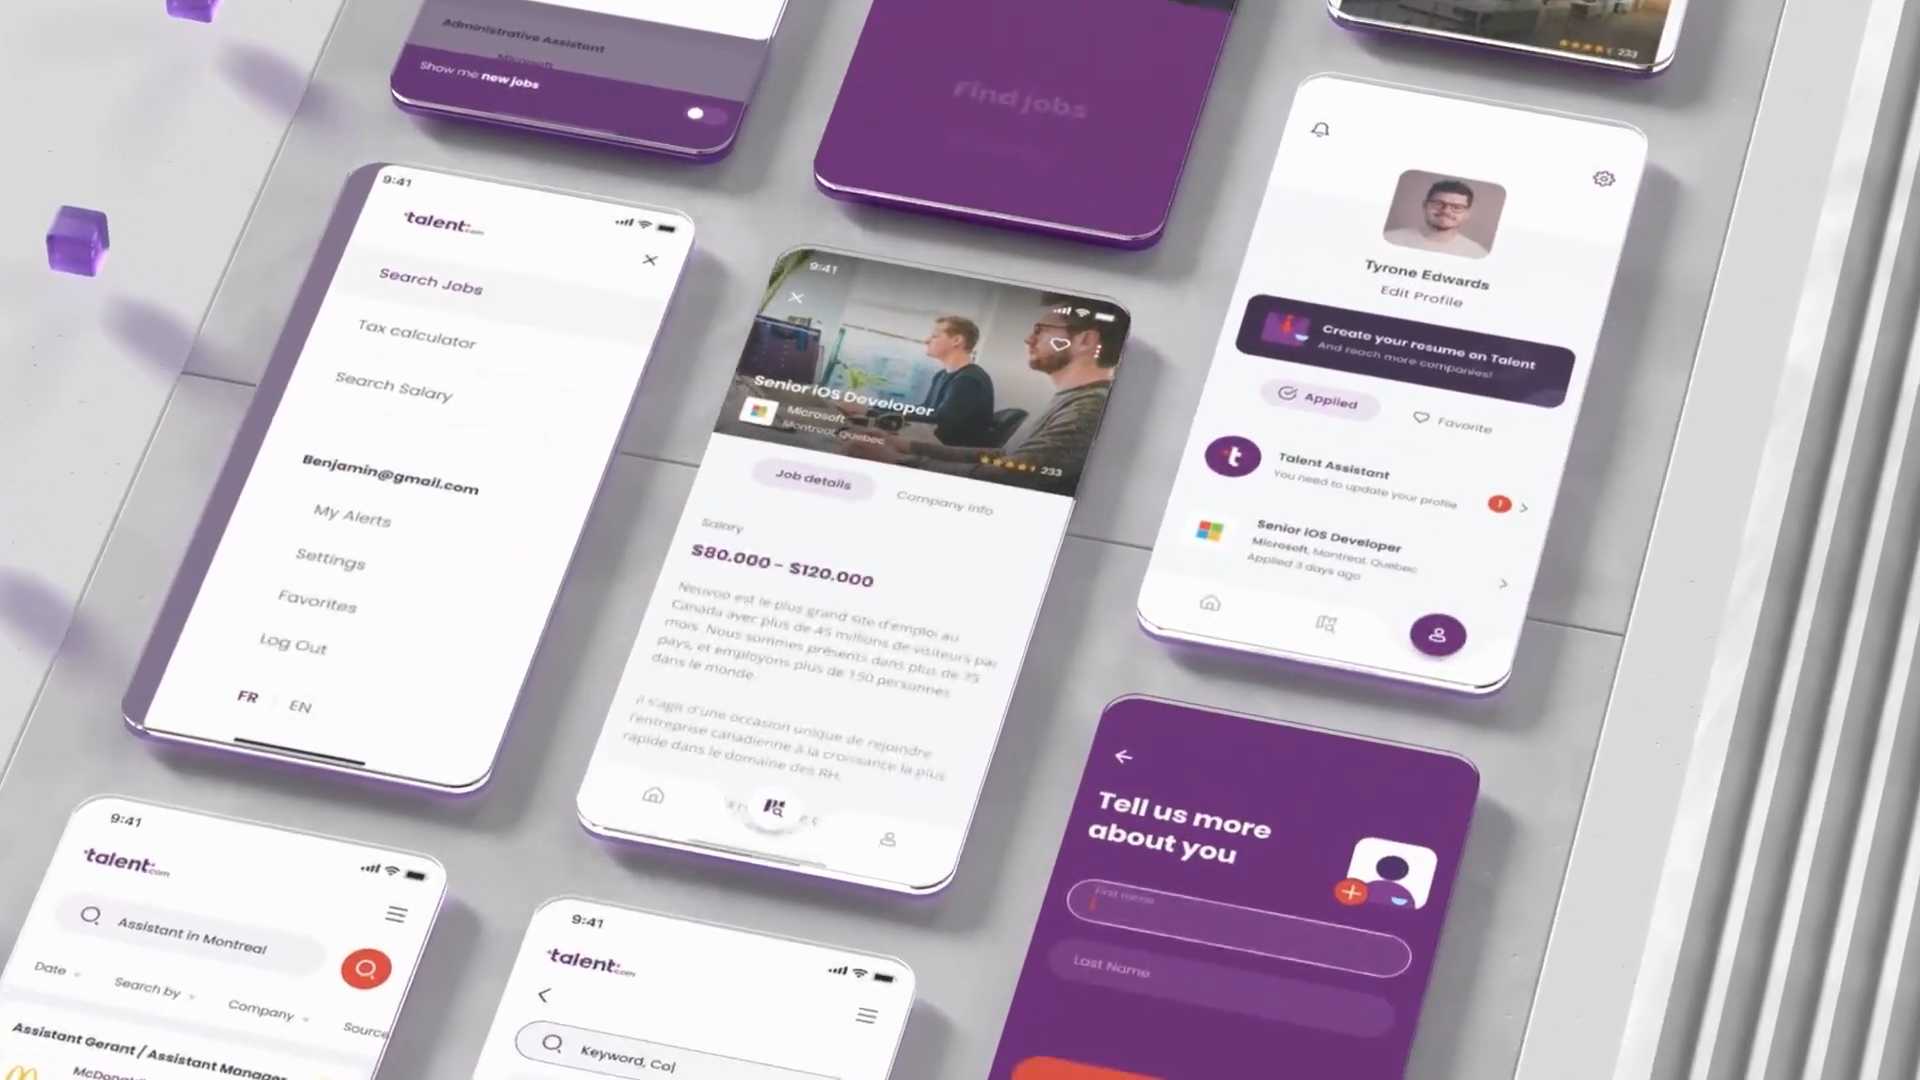 Administrative Assistant
Microsoft
Show me new jobs
Find jobs
233
9:41
talent.com
Search Jobs
Tax calculator
Search Salary
Benjamin@gmail.com
My Alerts
Settings
Favorites
Log Out
FR
EN
9:41
Senior iOS Developer
Microsoft
Montreal, Quebec
233
Job details
Company info
Salary
$80.000 - $120.000
Neuvoo est le plus grand site d'emploi au
Canada avec plus de 45 millions de visiteurs par
mois. Nous sommes présents dans plus de 75
pays, et employons plus de 150 personnes
dans le monde.
Il s'agit d'une occasion unique de rejoindre
l'entreprise canadienne à la croissance la plus
rapide dans le domaine des RH.
Tyrone Edwards
Edit Profile
Create your resume on Talent
And reach more companies!
Applied
Favorite
t
Talent Assistant
You need to update your profile
1
Senior iOS Developer
Microsoft, Montreal, Quebec
Applied 3 days ago
9:41
talent.com
Assistant in Montreal
Date
Search by
Company
Source
Assistant Gerant / Assistant Manager
9:41
talent.com
Keyword, Co
Tell us more
about you
First name
Last Name